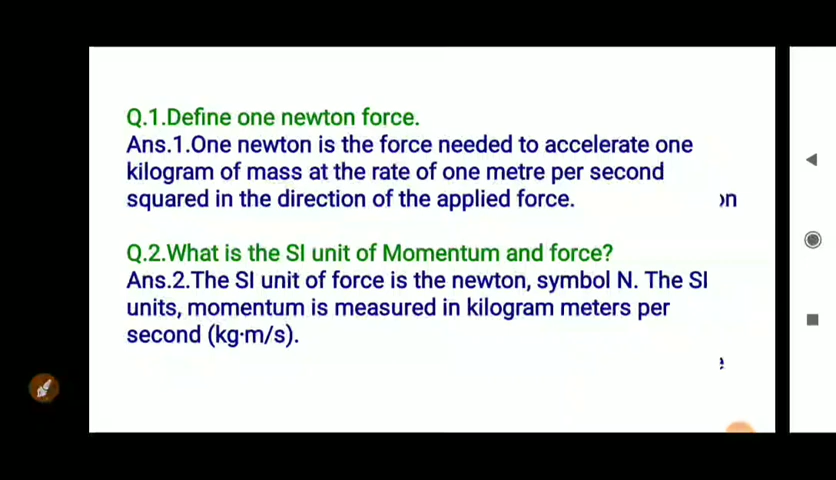 Q.1.Define one newton force.
Ans.1.One newton is the force needed to accelerate one
kilogram of mass at the rate of one metre per second
squared in the direction of the applied force.
Q.2.What is the SI unit of Momentum and force?
Ans.2.The SI unit of force is the newton, symbol N. The SI
units, momentum is measured in kilogram meters per
second (kg·m/s).